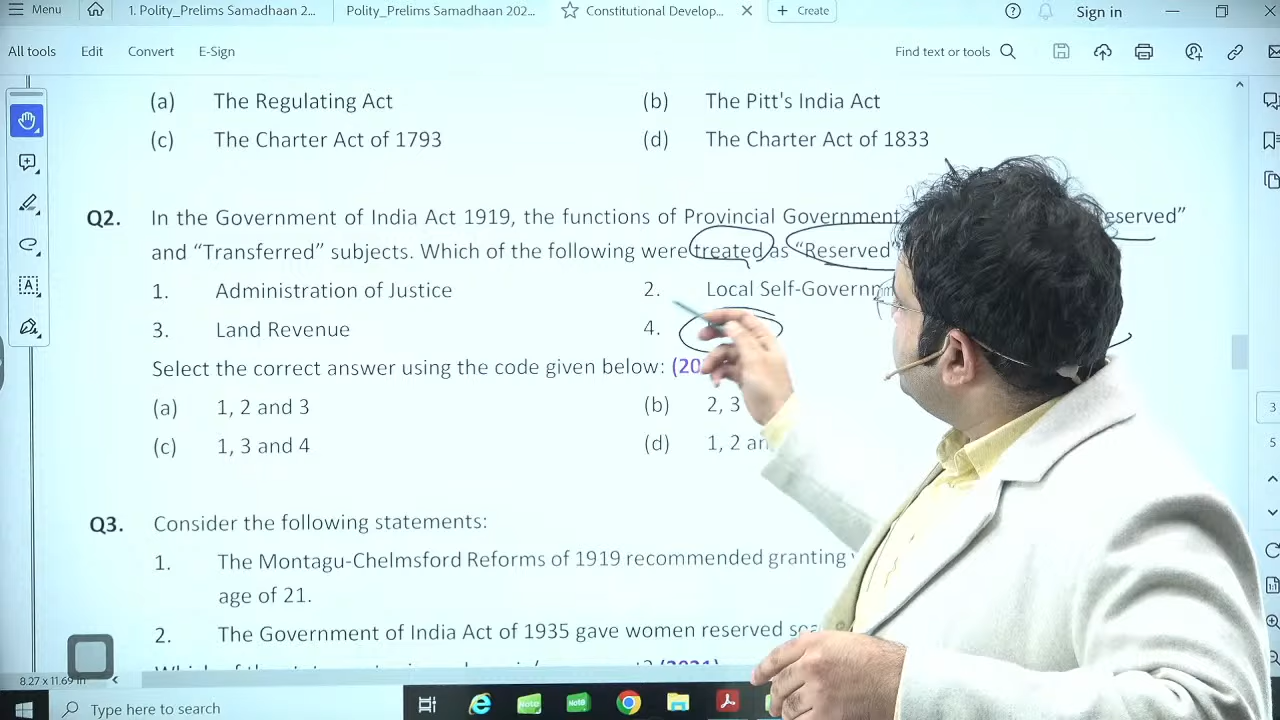 Menu
1. Polity_Prelims Samadhaan 2...
Polity_Prelims Samadhaan 202...
Constitutional Develop...
Create
Sign in
All tools
Edit
Convert
E-Sign
Find text or tools
(a) The Regulating Act (b) The Pitt's India Act
(c) The Charter Act of 1793 (d) The Charter Act of 1833
Q2. In the Government of India Act 1919, the functions of Provincial Government
and “Transferred” subjects. Which of the following were treated as “Reserved”
1. Administration of Justice 2. Local
3. Land Revenue 4.
Select the correct answer using the code given below:
(a) 1, 2 and 3 (b) 2, 3
(c) 1, 3 and 4 (d) 1, 2
Q3. Consider the following statements:
1. The Montagu-Chelmsford Reforms of 1919 recommended granting
age of 21.
2. The Government of India Act of 1935 gave women reserved
3
5
8.27 x 11.69 in
Type here to search